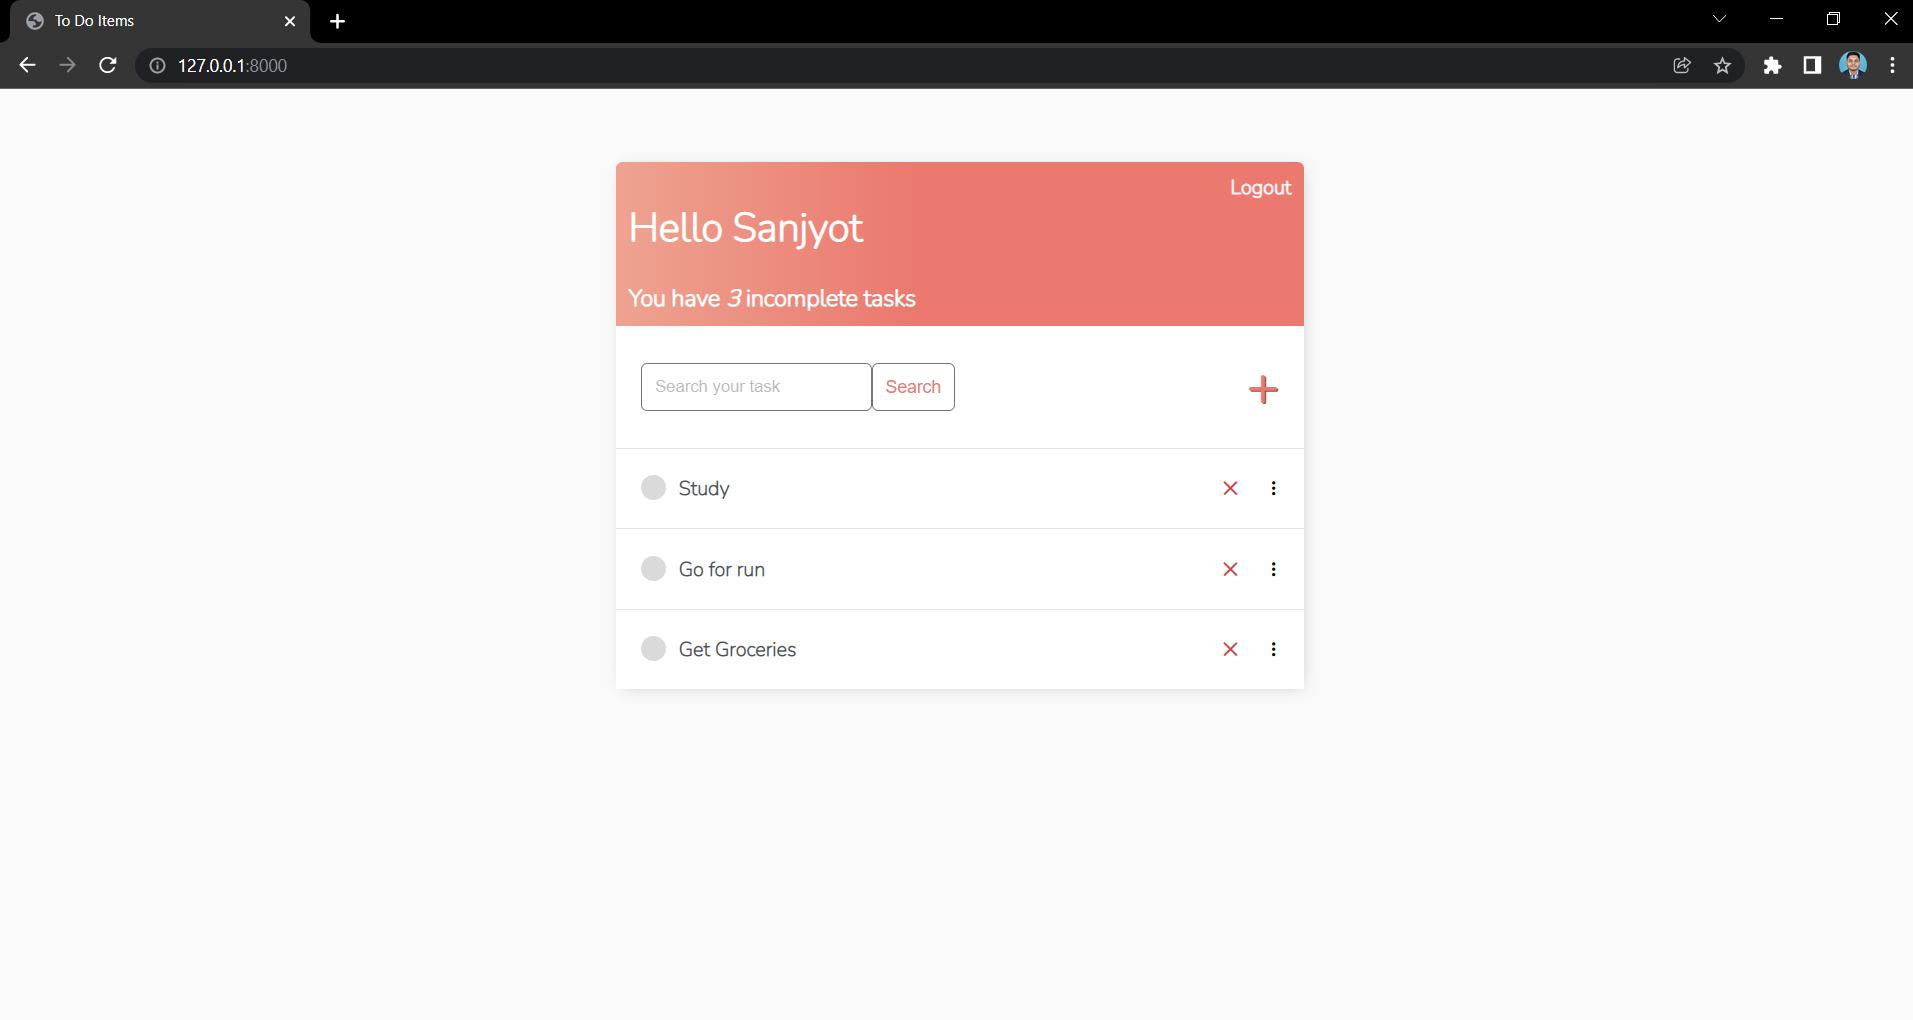 To Do Items
127.0.0.1:8000
Logout
Hello Sanjyot
You have 3 incomplete tasks
Search your task
Search
Study
Go for run
Get Groceries